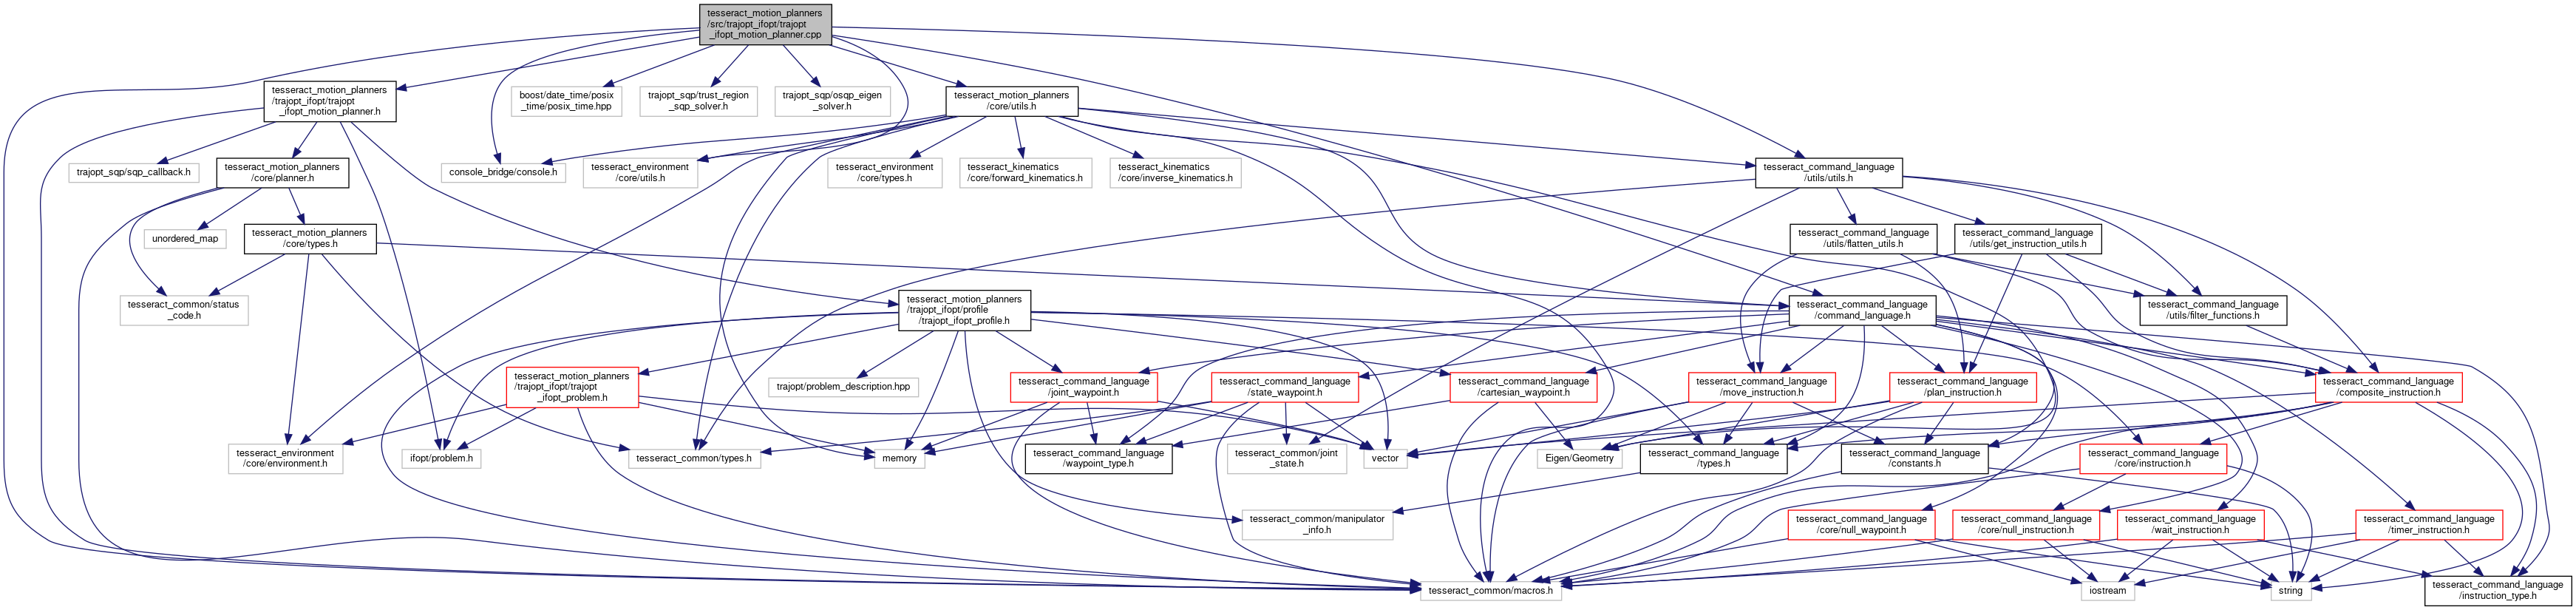 tesseract_motion_planners
/src/trajopt_ifopt/trajopt
_ifopt_motion_planner.cpp
tesseract_motion_planners
/trajopt_ifopt/trajopt
_ifopt_motion_planner.h
boost/date_time/posix
_time/posix_time.hpp
trajopt_sqp/trust_region
_sqp_solver.h
trajopt_sqp/osqp_eigen
_solver.h
tesseract_motion_planners
/core/utils.h
trajopt_sqp/sqp_callback.h
tesseract_motion_planners
/core/planner.h
console_bridge/console.h
tesseract_environment
/core/utils.h
tesseract_environment
/core/types.h
tesseract_kinematics
/core/forward_kinematics.h
tesseract_kinematics
/core/inverse_kinematics.h
tesseract_command_language
/utils/utils.h
unordered_map
tesseract_motion_planners
/core/types.h
tesseract_command_language
/utils/flatten_utils.h
tesseract_command_language
/utils/get_instruction_utils.h
tesseract_common/status
_code.h
tesseract_motion_planners
/trajopt_ifopt/profile
/trajopt_ifopt_profile.h
tesseract_command_language
/command_language.h
tesseract_command_language
/utils/filter_functions.h
tesseract_motion_planners
/trajopt_ifopt/trajopt
_ifopt_problem.h
trajopt/problem_description.hpp
tesseract_command_language
/joint_waypoint.h
tesseract_command_language
/state_waypoint.h
tesseract_command_language
/cartesian_waypoint.h
tesseract_command_language
/move_instruction.h
tesseract_command_language
/plan_instruction.h
tesseract_command_language
/composite_instruction.h
tesseract_environment
/core/environment.h
ifopt/problem.h
tesseract_common/types.h
memory
tesseract_command_language
/waypoint_type.h
tesseract_common/joint
_state.h
vector
Eigen/Geometry
tesseract_command_language
/types.h
tesseract_command_language
/constants.h
tesseract_command_language
/core/instruction.h
tesseract_common/manipulator
_info.h
tesseract_command_language
/core/null_waypoint.h
tesseract_command_language
/core/null_instruction.h
tesseract_command_language
/wait_instruction.h
tesseract_command_language
/timer_instruction.h
tesseract_common/macros.h
iostream
string
tesseract_command_language
/instruction_type.h